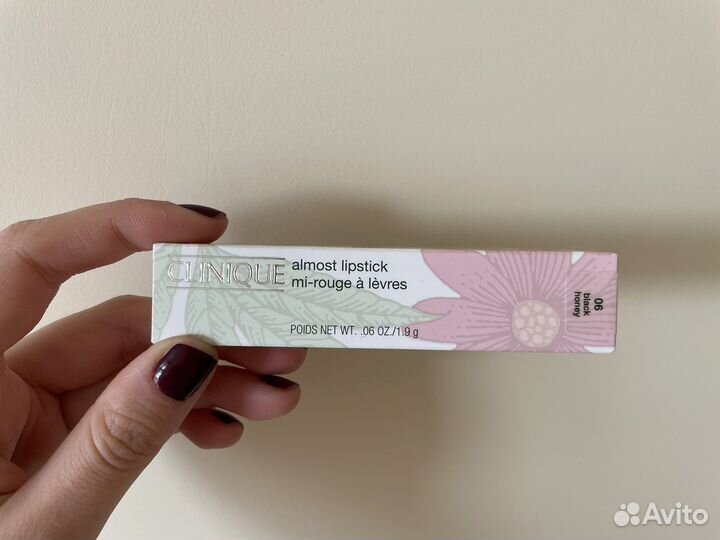 CLINIQUE
almost lipstick
mi-rouge à lèvres
POIDS NET WT. .06 OZ./1.9 g
06
black
honey
Avito